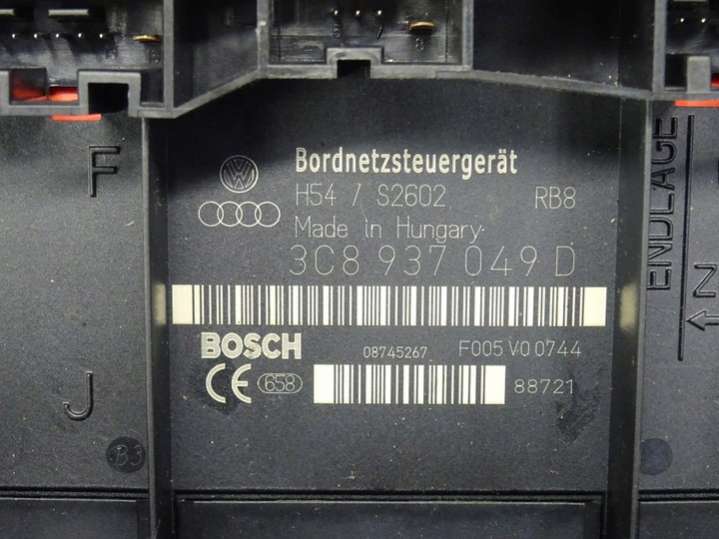 Bordnetzsteuergerät
H54 / S2602 RB8
Made in Hungary
3C8 937 049 D
BOSCH 08745267 F005 V0 0744
CE 658 88721
F
J
B3
ENDLAGE
N